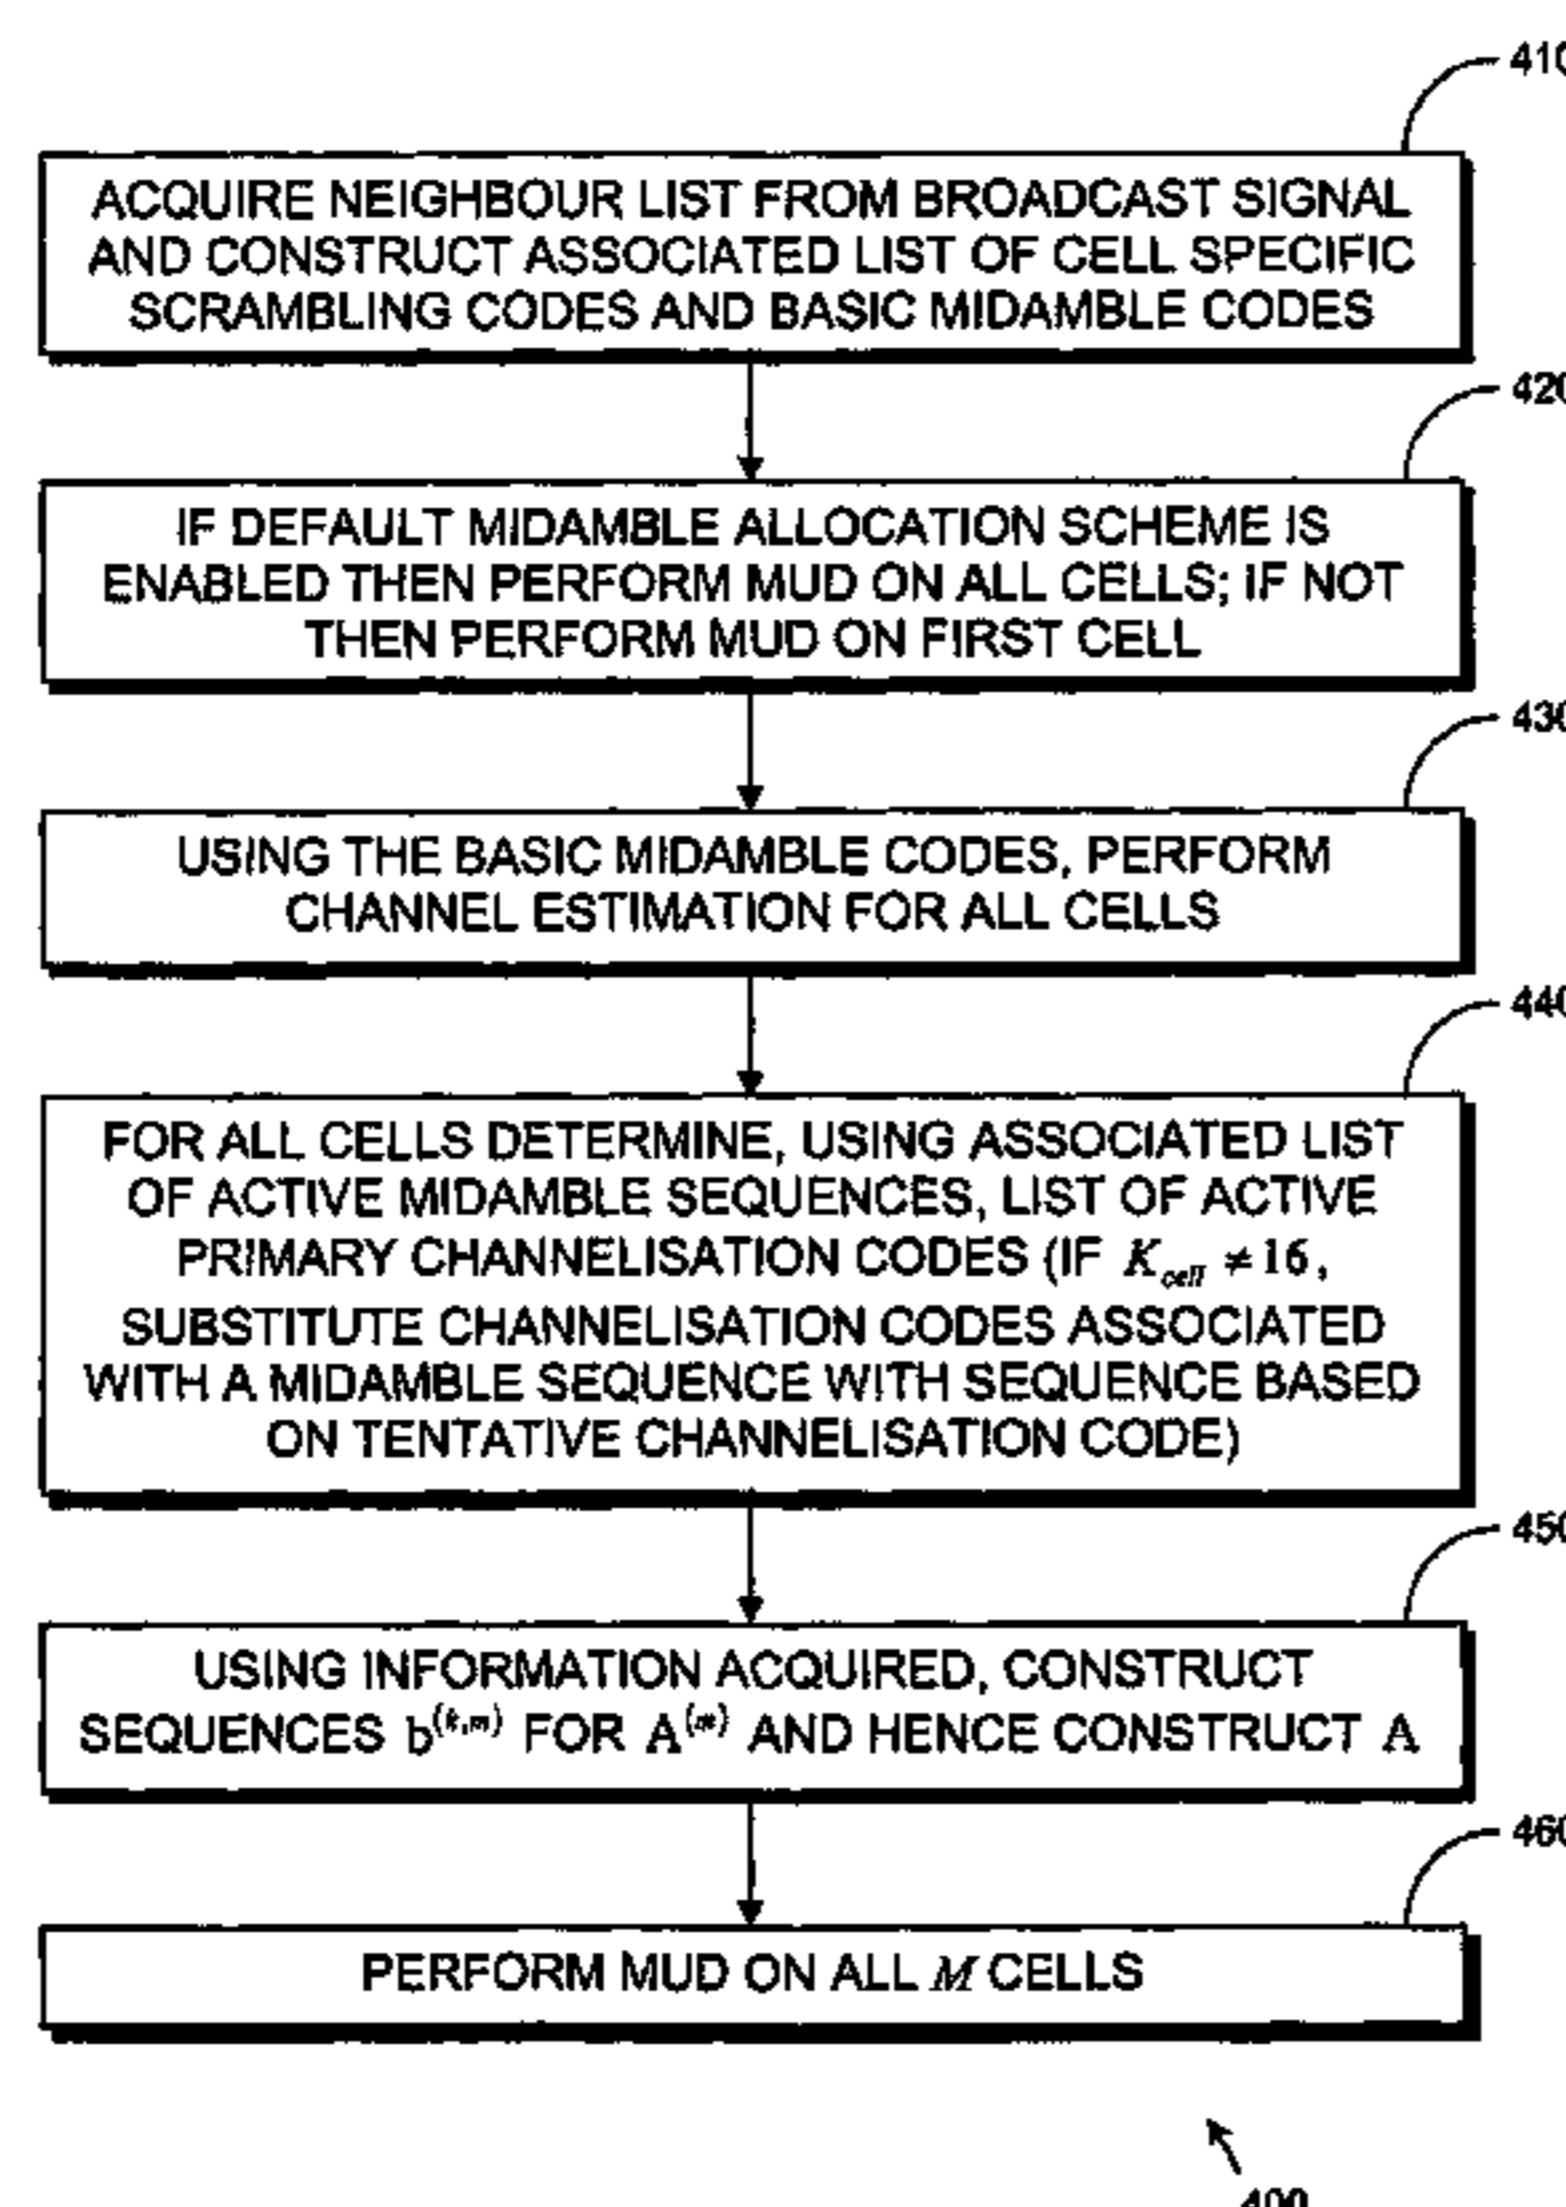 410
ACQUIRE NEIGHBOUR LIST FROM BROADCAST SIGNAL
AND CONSTRUCT ASSOCIATED LIST OF CELL SPECIFIC
SCRAMBLING CODES AND BASIC MIDAMBLE CODES
420
IF DEFAULT MIDAMBLE ALLOCATION SCHEME IS
ENABLED THEN PERFORM MUD ON ALL CELLS; IF NOT
THEN PERFORM MUD ON FIRST CELL
430
USING THE BASIC MIDAMBLE CODES, PERFORM
CHANNEL ESTIMATION FOR ALL CELLS
440
FOR ALL CELLS DETERMINE, USING ASSOCIATED LIST
OF ACTIVE MIDAMBLE SEQUENCES, LIST OF ACTIVE
PRIMARY CHANNELISATION CODES (IF K_cell ≠ 16,
SUBSTITUTE CHANNELISATION CODES ASSOCIATED
WITH A MIDAMBLE SEQUENCE WITH SEQUENCE BASED
ON TENTATIVE CHANNELISATION CODE)
450
USING INFORMATION ACQUIRED, CONSTRUCT
SEQUENCES b^(k,m) FOR A^(m) AND HENCE CONSTRUCT A
460
PERFORM MUD ON ALL M CELLS
400